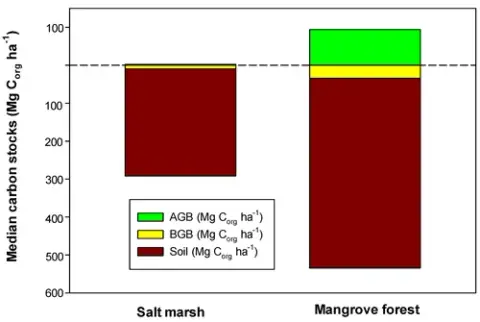 Median carbon stocks (Mg Corg ha-1)
100
100
200
300
400
500
600
AGB (Mg Corg ha-1)
BGB (Mg Corg ha-1)
Soil (Mg Corg ha-1)
Salt marsh
Mangrove forest